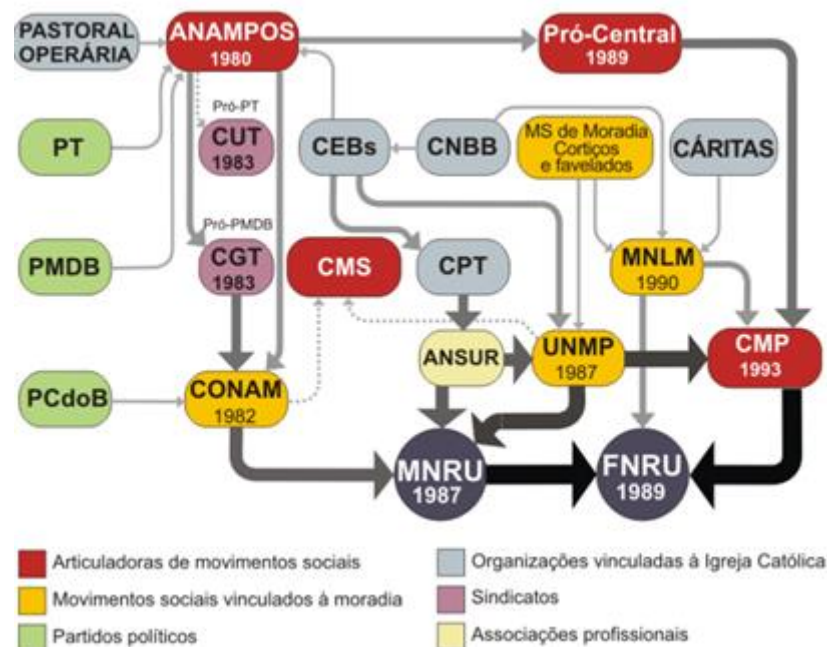 PASTORAL
OPERÁRIA
ANAMPOS
1980
Pró-Central
1989
Pró-PT
PT
CUT
1983
CEBs
CNBB
MS de Moradia
Cortiços
e favelados
CÁRITAS
Pró-PMDB
PMDB
CGT
1983
CMS
CPT
MNLM
1990
PCdoB
CONAM
1982
ANSUR
UNMP
1987
CMP
1993
MNRU
1987
FNRU
1989
Articuladoras de movimentos sociais
Movimentos sociais vinculados à moradia
Partidos políticos
Organizações vinculadas à Igreja Católica
Sindicatos
Associações profissionais